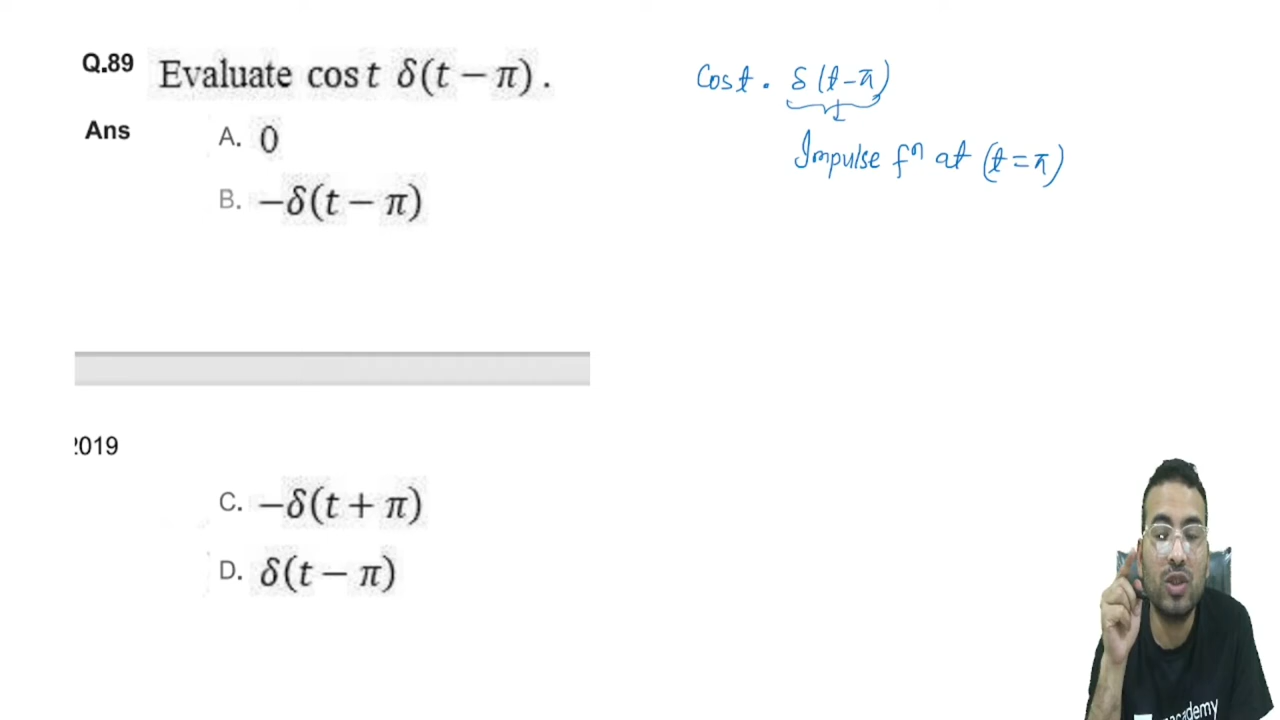 Q.89 Evaluate cos t δ(t − π).
Ans A. 0
B. −δ(t − π)
2019
C. −δ(t + π)
D. δ(t − π)
Cost. δ(t-π)
Impulse fⁿ at (t = π)